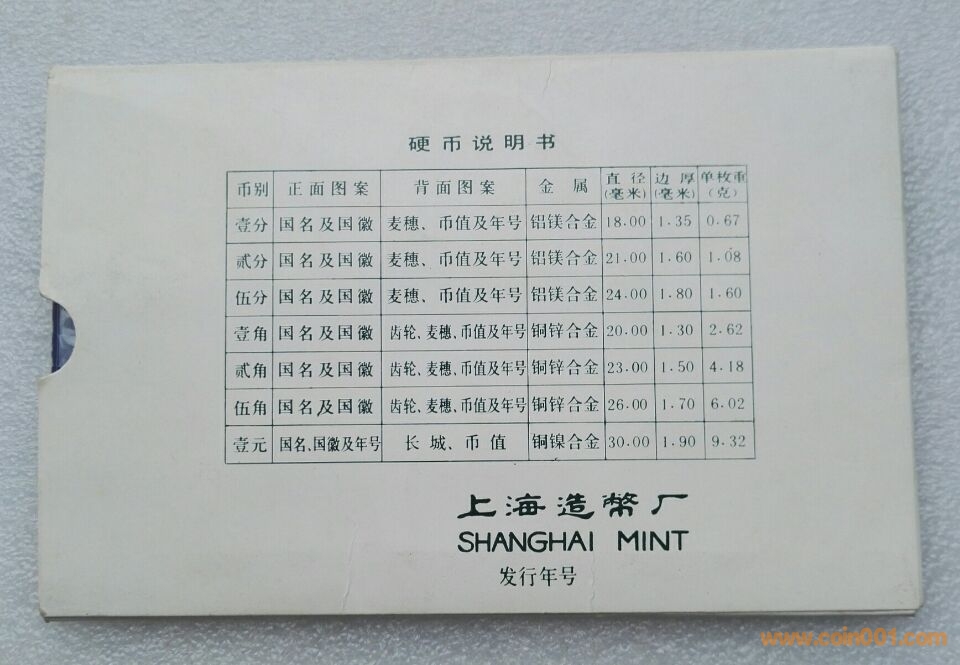 硬币说明书
币别 正面图案 背面图案 金属 直径(毫米) 边厚(毫米) 单枚重(克)
壹分 国名及国徽 麦穗、币值及年号 铝镁合金 18.00 1.35 0.67
贰分 国名及国徽 麦穗、币值及年号 铝镁合金 21.00 1.60 1.08
伍分 国名及国徽 麦穗、币值及年号 铝镁合金 24.00 1.80 1.60
壹角 国名及国徽 齿轮、麦穗、币值及年号 铜锌合金 20.00 1.30 2.62
贰角 国名及国徽 齿轮、麦穗、币值及年号 铜锌合金 23.00 1.50 4.18
伍角 国名及国徽 齿轮、麦穗、币值及年号 铜锌合金 26.00 1.70 6.02
壹元 国名、国徽及年号 长城、币值 铜镍合金 30.00 1.90 9.32
上海造幣厂
SHANGHAI MINT
发行年号
www.coin001.com